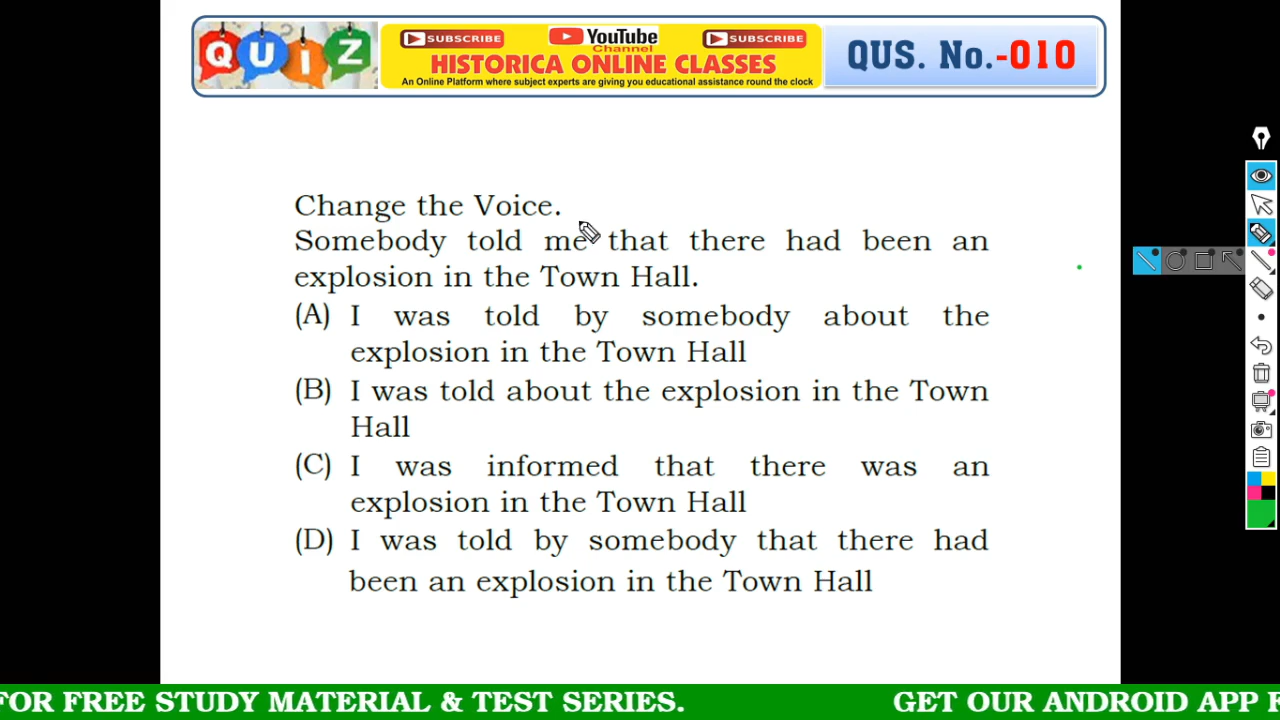 QUIZ
SUBSCRIBE YouTube SUBSCRIBE
Channel
HISTORICA ONLINE CLASSES
An Online Platform where subject experts are giving you educational assistance round the clock
QUS. No.-010
Change the Voice.
Somebody told me that there had been an
explosion in the Town Hall.
(A) I was told by somebody about the
explosion in the Town Hall
(B) I was told about the explosion in the Town
Hall
(C) I was informed that there was an
explosion in the Town Hall
(D) I was told by somebody that there had
been an explosion in the Town Hall
FOR FREE STUDY MATERIAL & TEST SERIES. GET OUR ANDROID APP